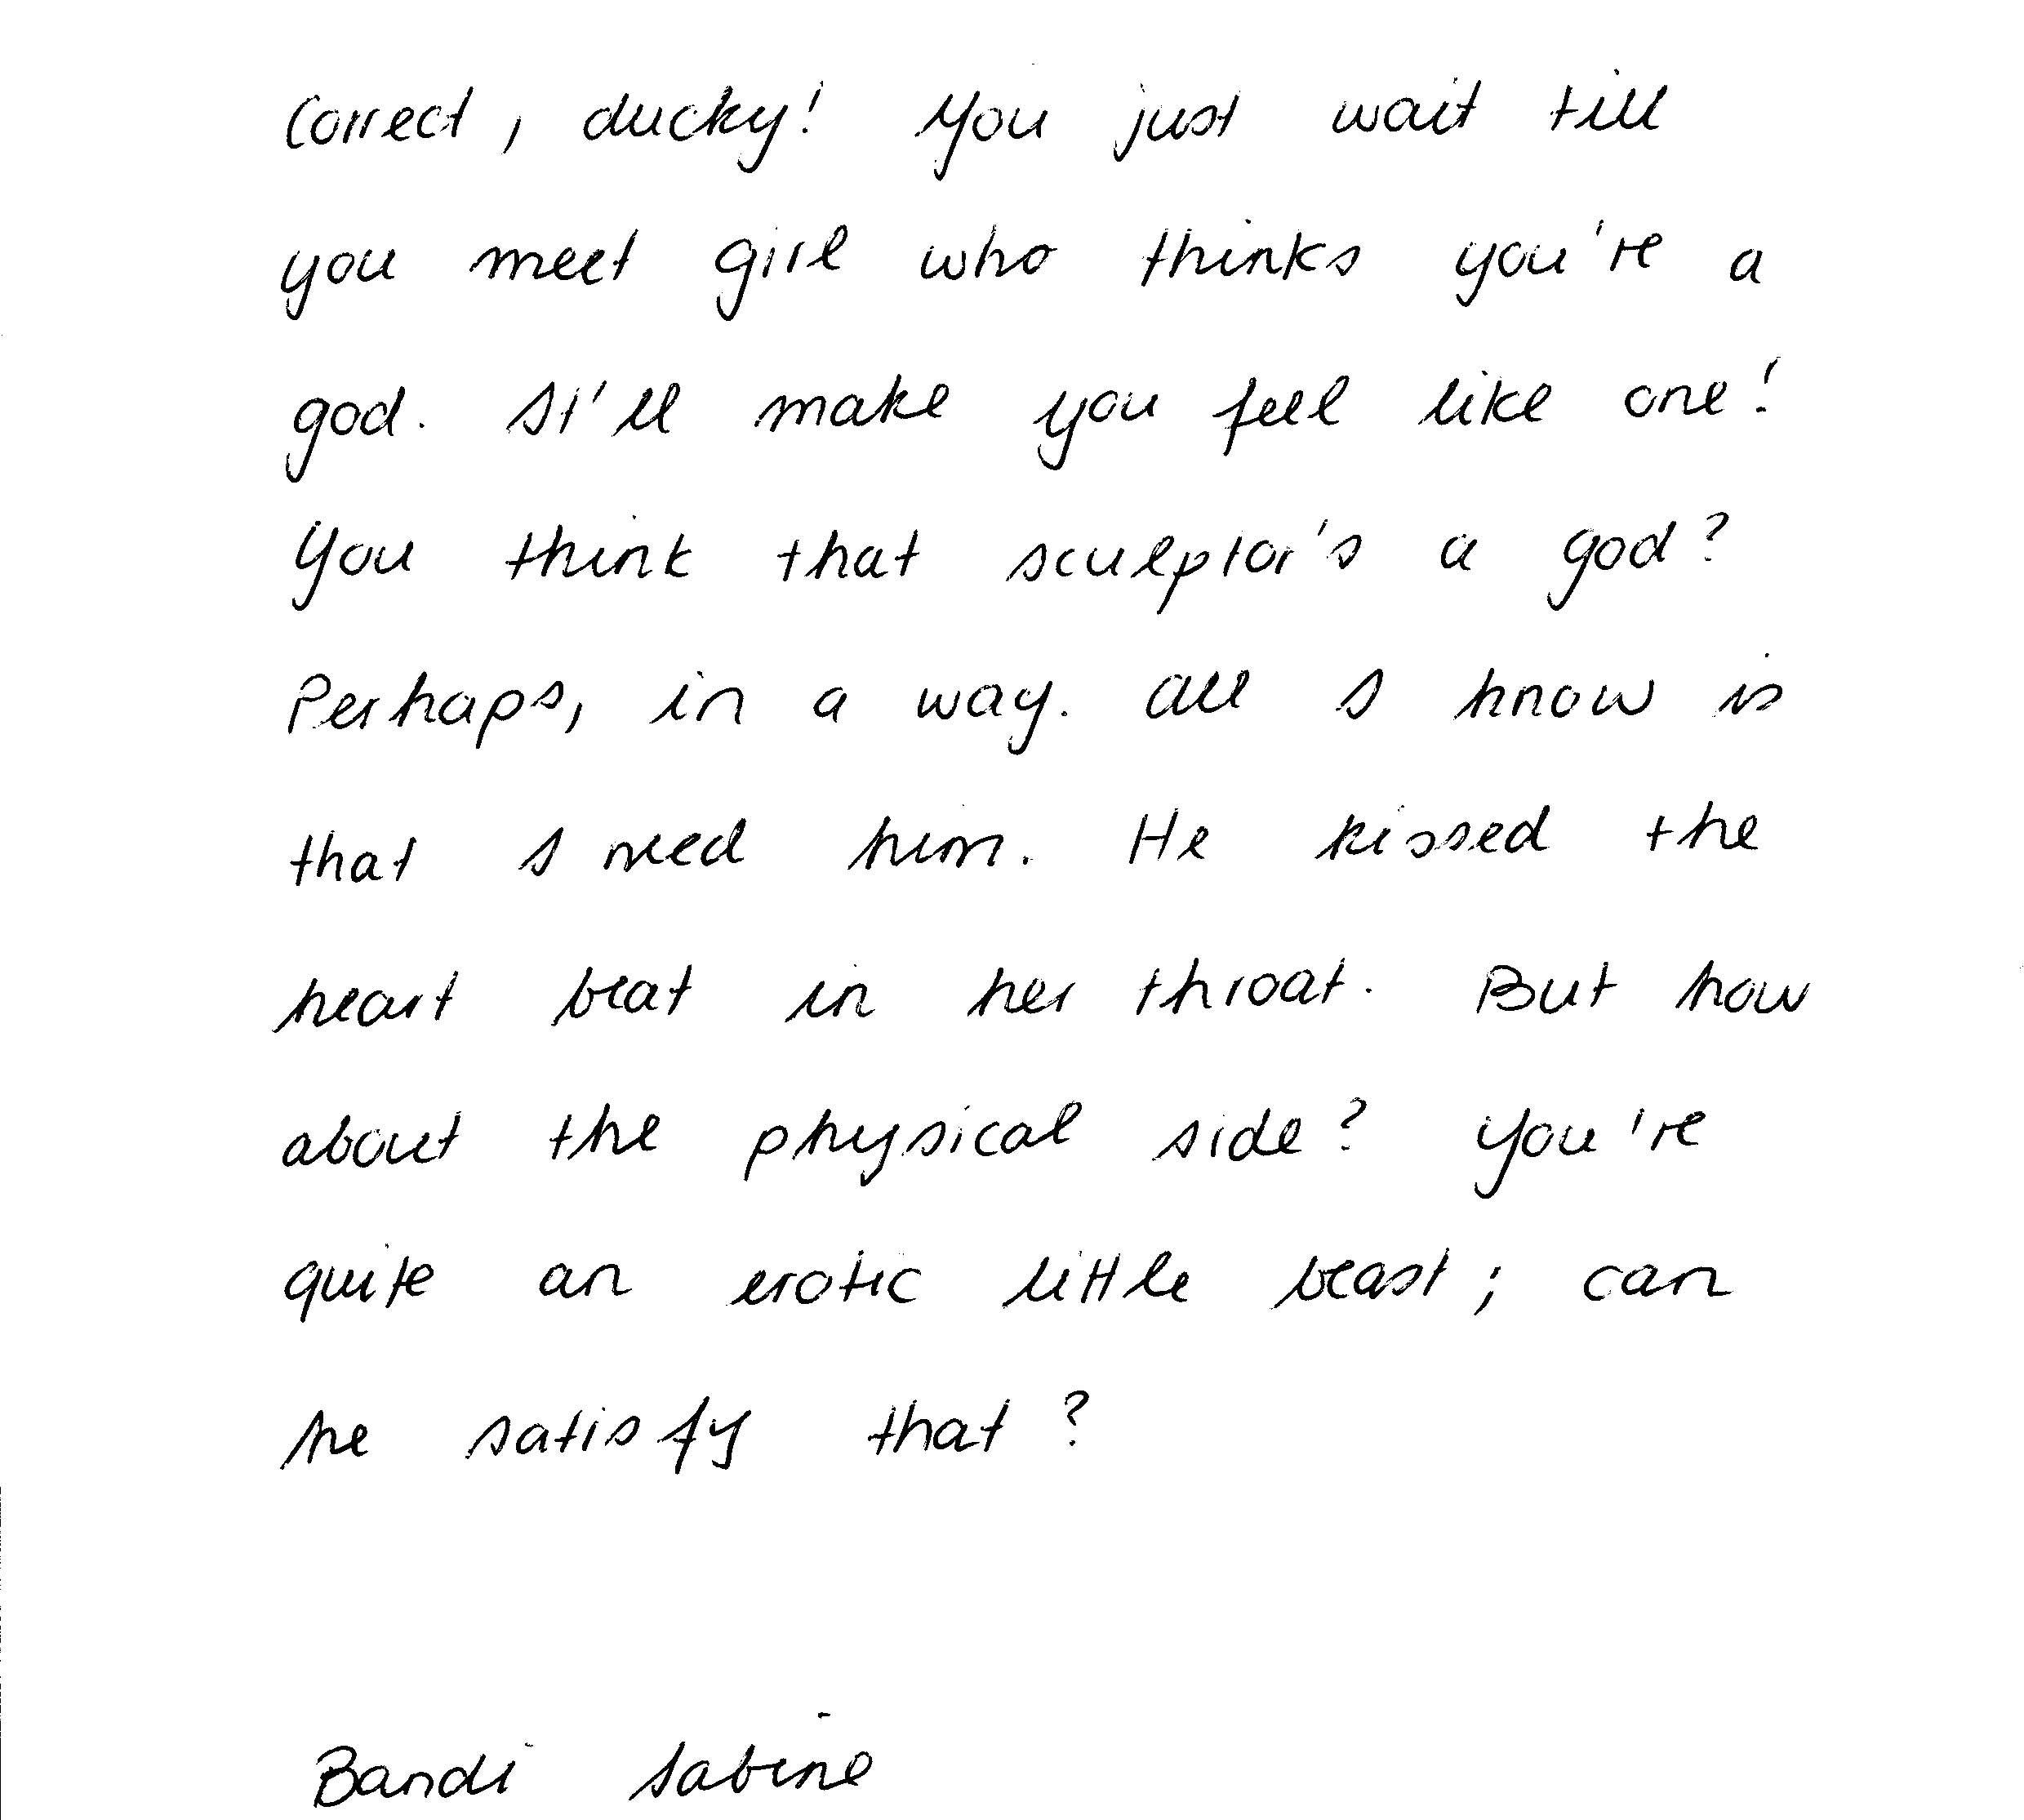 Correct, ducky! You just wait till
you meet girl who thinks you're a
god. It'll make you feel like one!
You think that sculptor's a god?
Perhaps, in a way. All I know is
that I need him. He kissed the
heart beat in her throat. But how
about the physical side? You're
quite an erotic little beast; can
he satisfy that?
Bandi Sabine